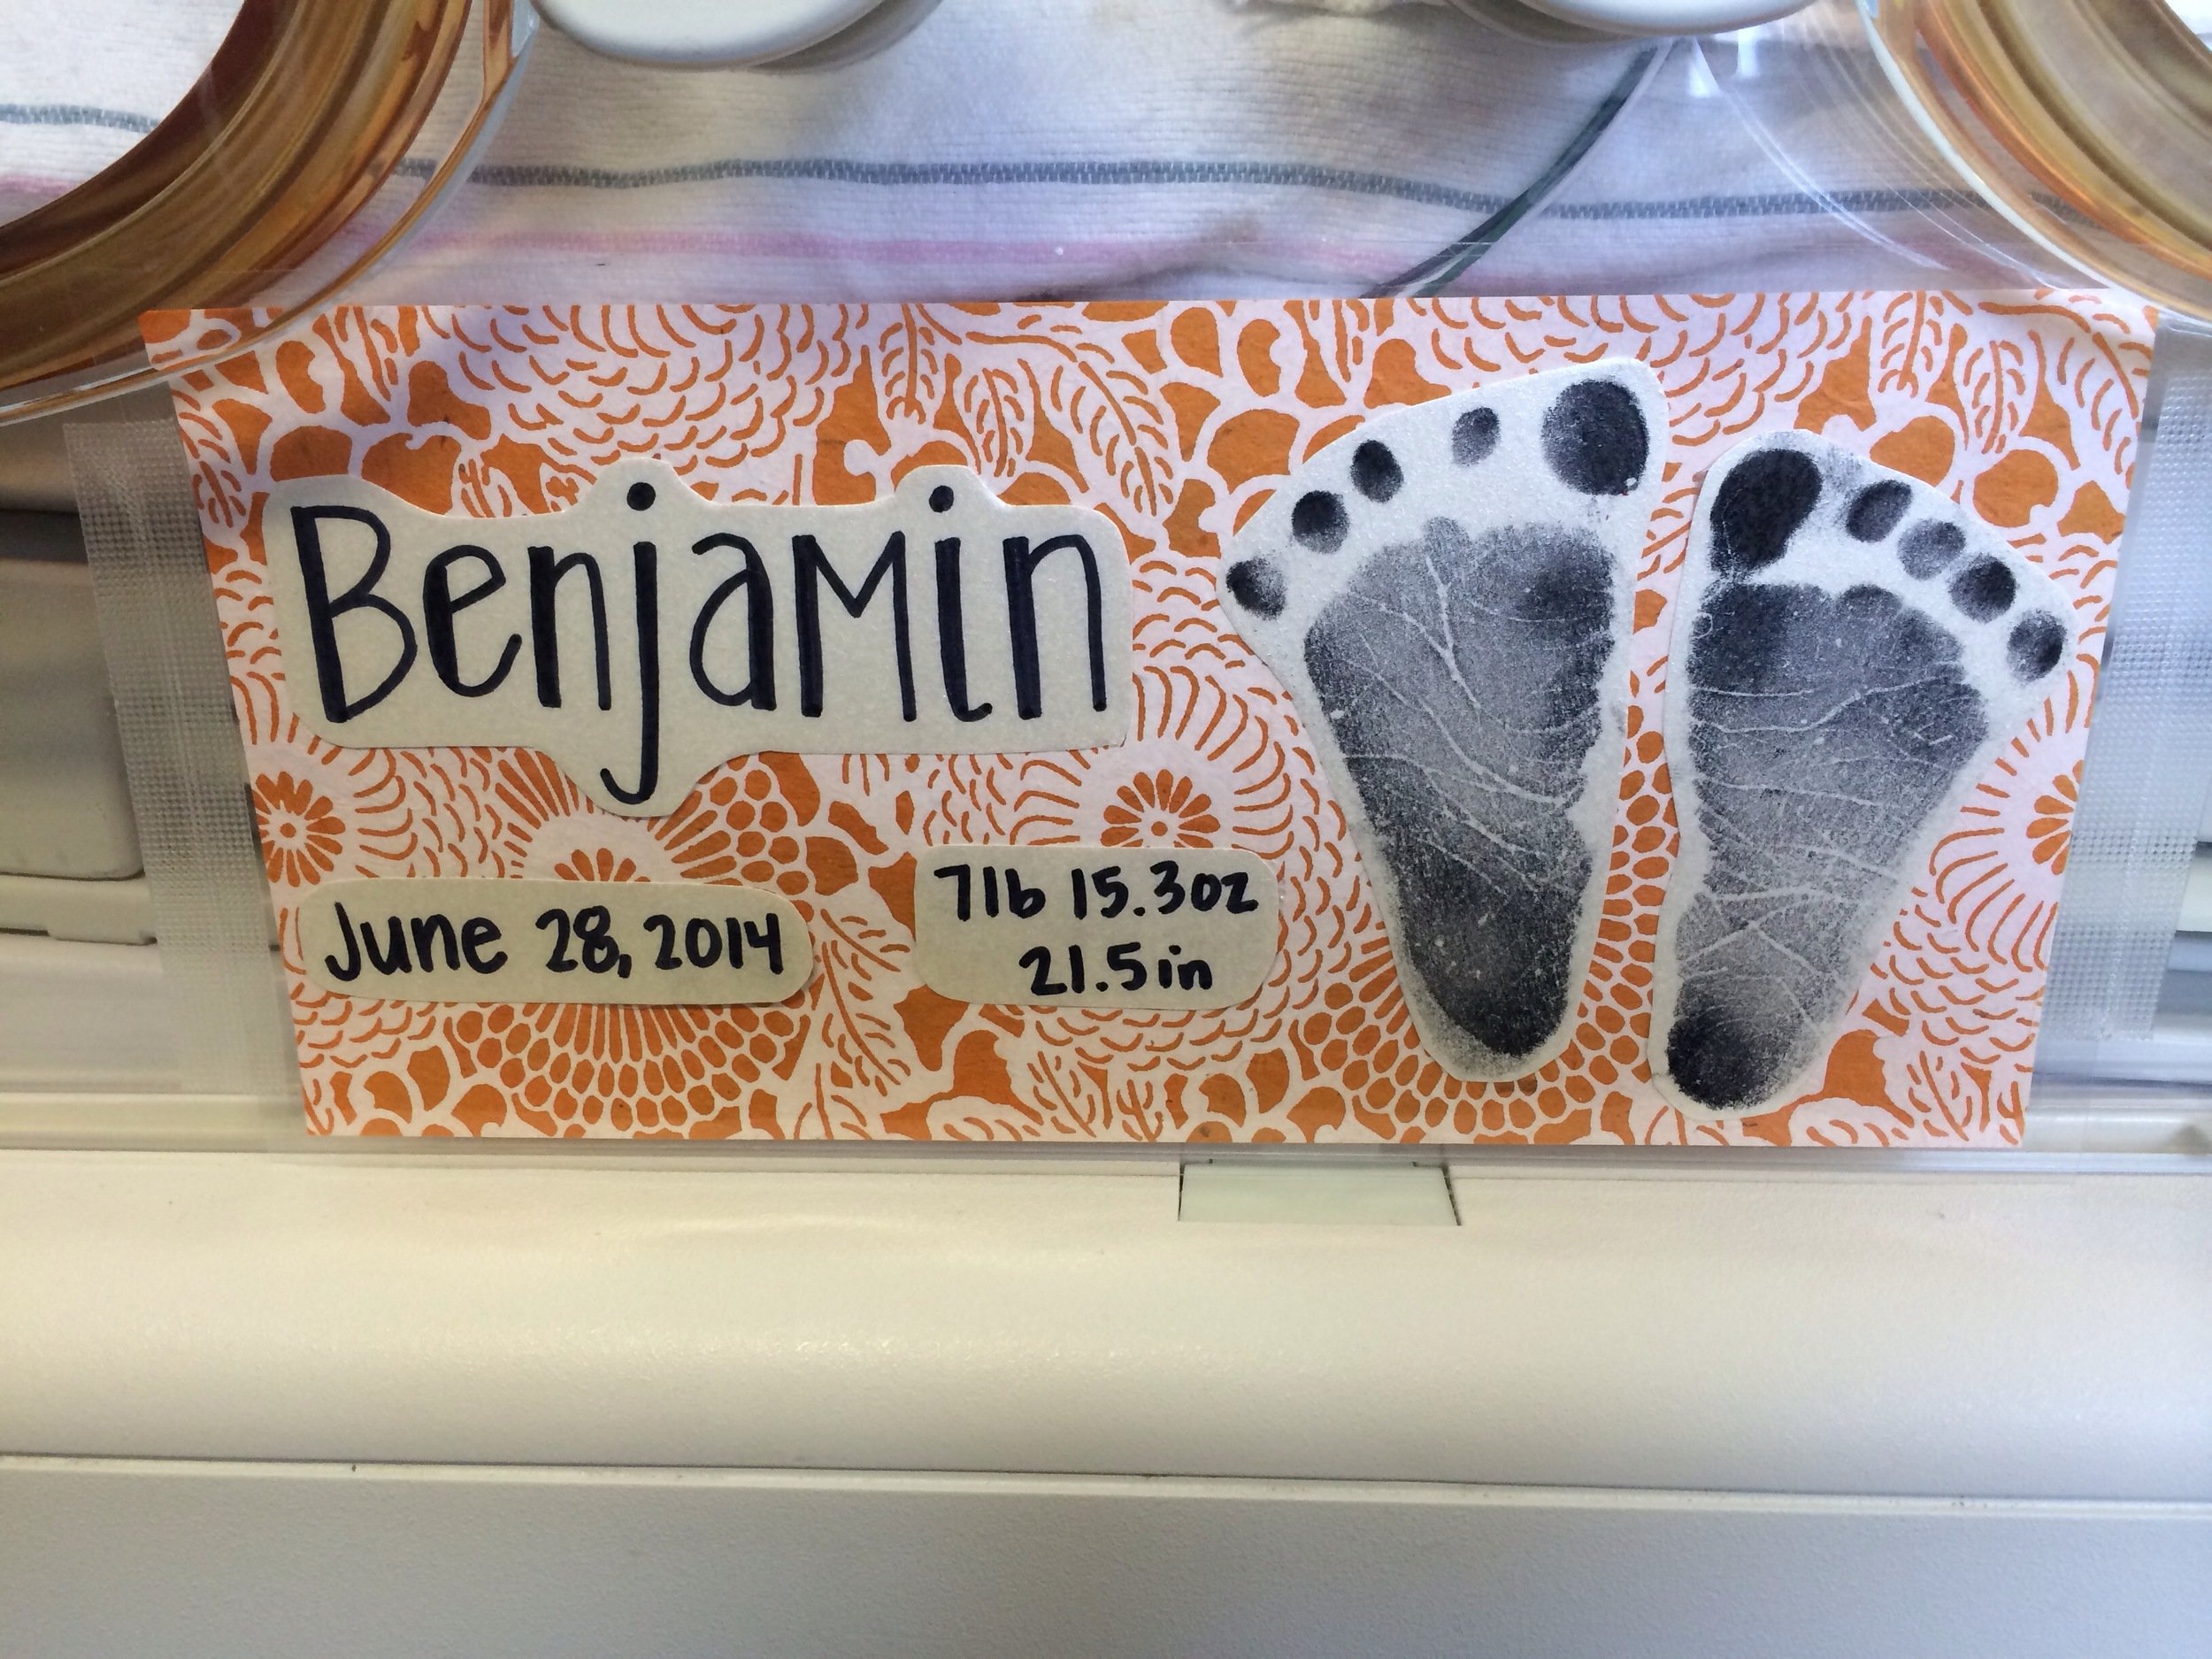 Benjamin
June 28, 2014
7lb 15.3oz
21.5in